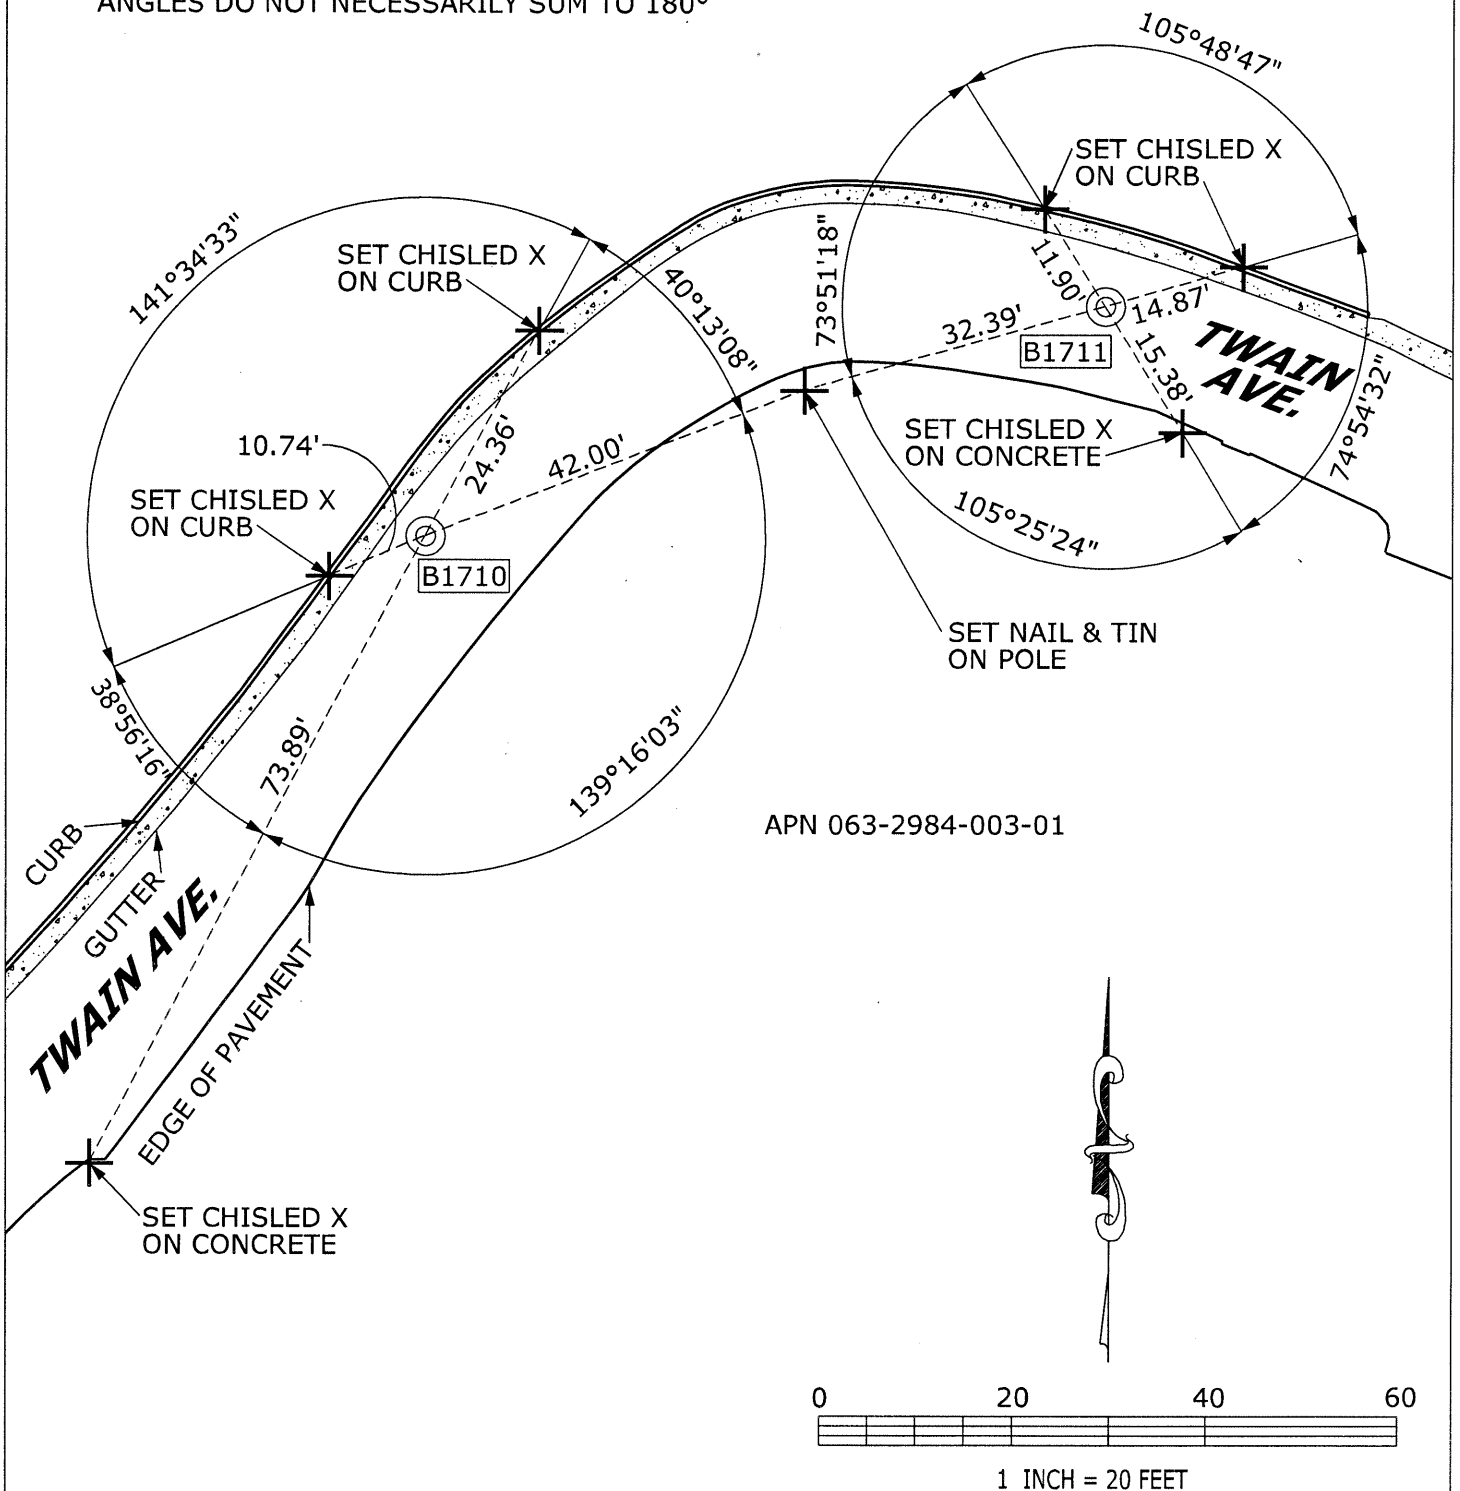 ANGLES DO NOT NECESSARILY SUM TO 180°
105°48'47"
SET CHISLED X
ON CURB
141°34'33"
SET CHISLED X
ON CURB
40°13'08"
73°51'18"
11.90'
14.87'
32.39'
B1711
15.38'
TWAIN
AVE.
74°54'32"
10.74'
24.36'
42.00'
SET CHISLED X
ON CONCRETE
SET CHISLED X
ON CURB
105°25'24"
B1710
SET NAIL & TIN
ON POLE
38°56'16"
73.89'
139°16'03"
APN 063-2984-003-01
CURB
GUTTER
TWAIN AVE.
EDGE OF PAVEMENT
SET CHISLED X
ON CONCRETE
0 20 40 60
1 INCH = 20 FEET